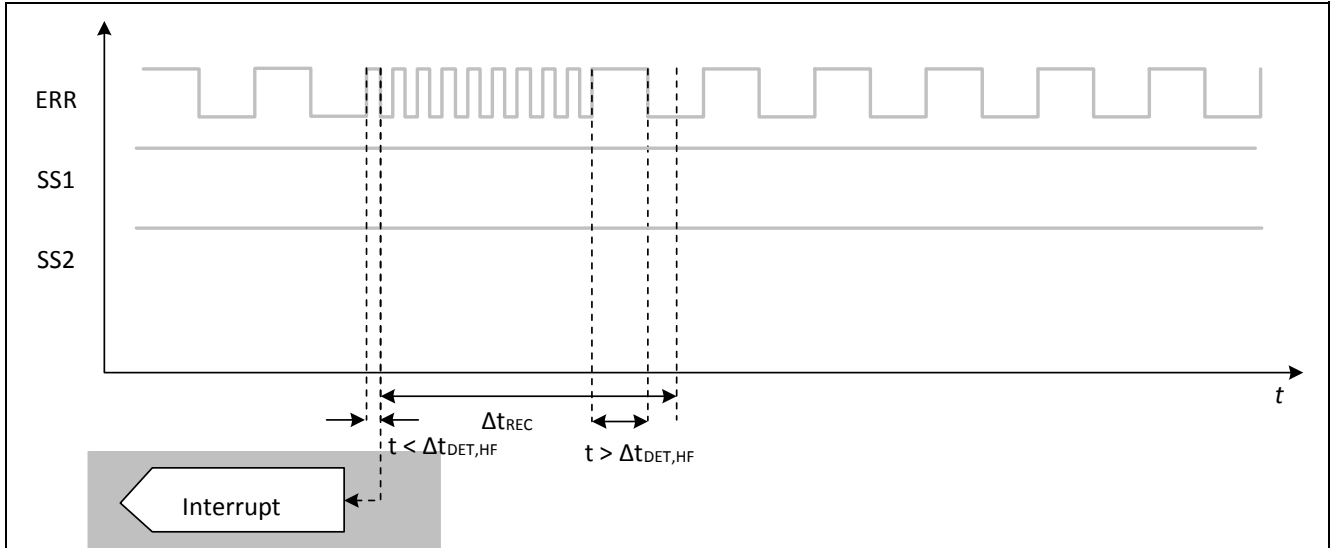 ERR
SS1
SS2
t
ΔtREC
t < ΔtDET,HF
t > ΔtDET,HF
Interrupt